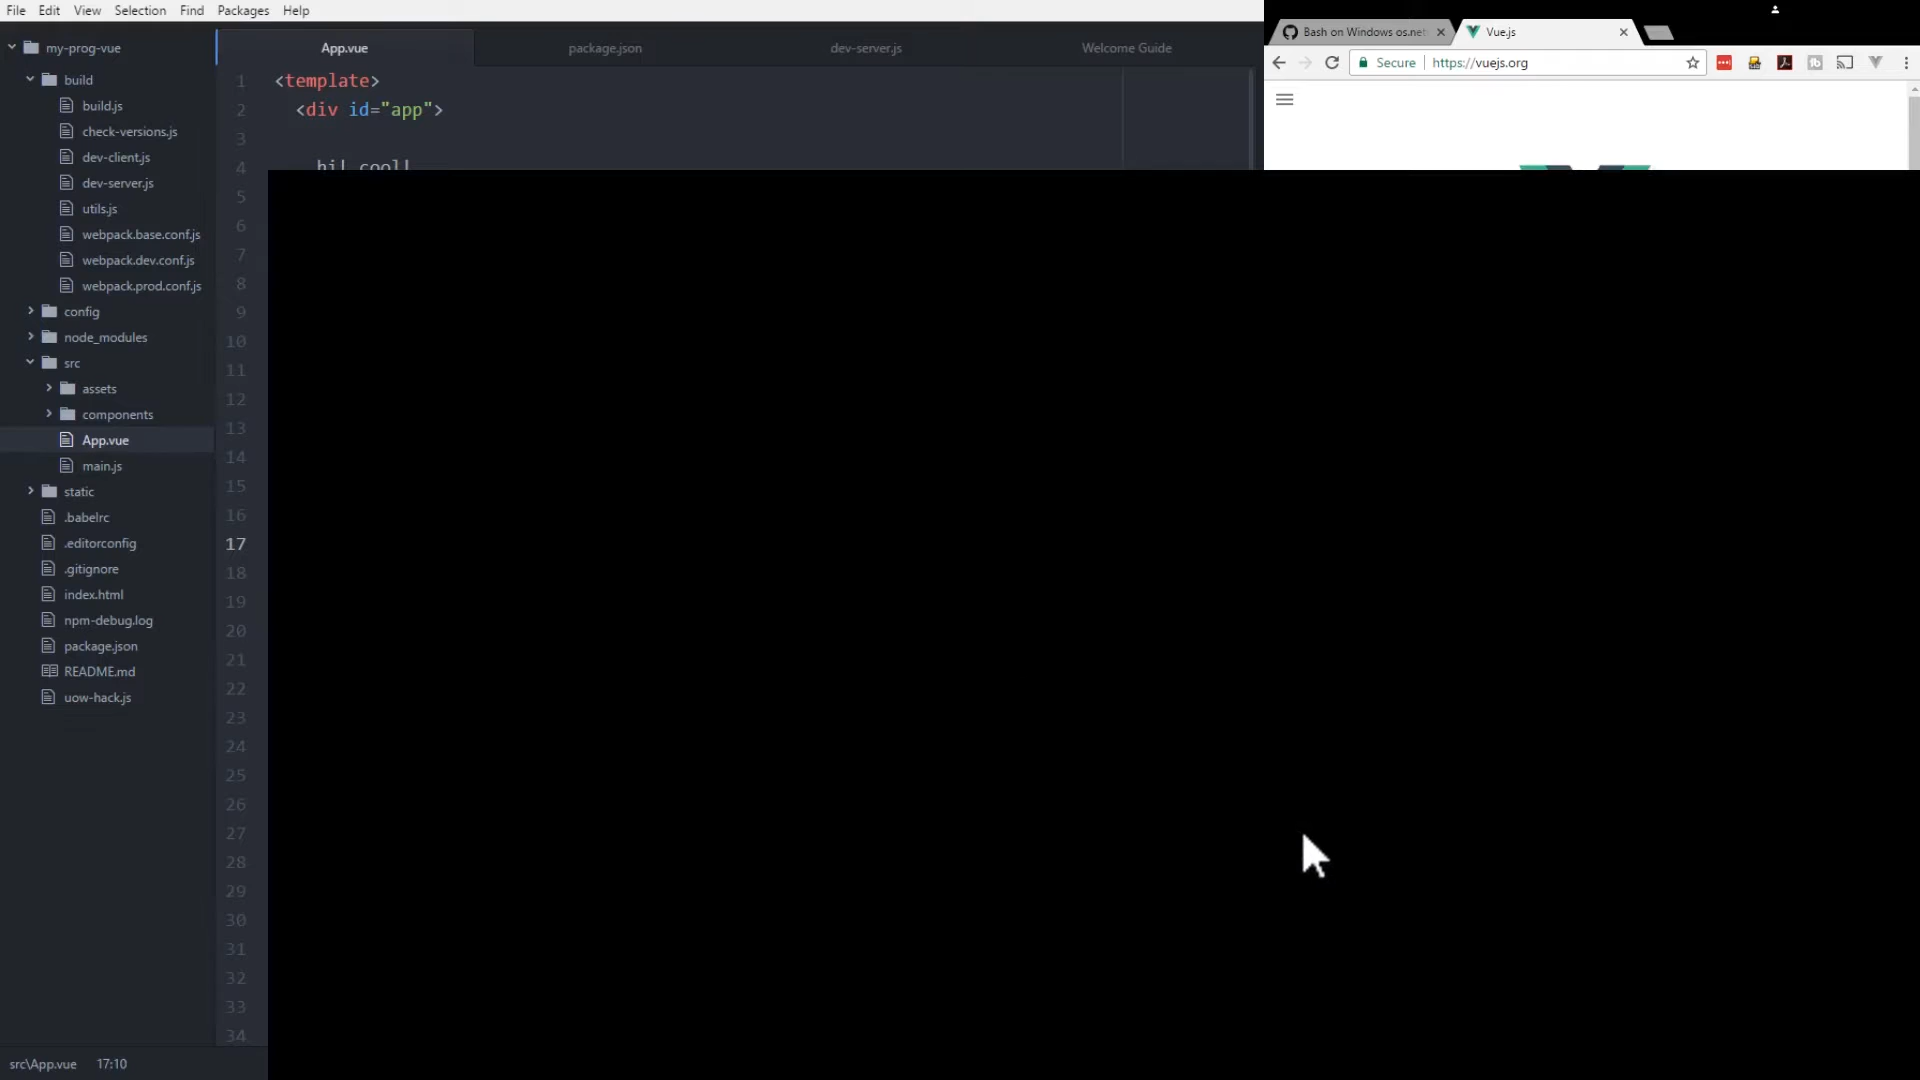 File Edit View Selection Find Packages Help
my-prog-vue
build
build.js
check-versions.js
dev-client.js
dev-server.js
utils.js
webpack.base.conf.js
webpack.dev.conf.js
webpack.prod.conf.js
config
node_modules
src
assets
components
App.vue
main.js
static
.babelrc
.editorconfig
.gitignore
index.html
npm-debug.log
package.json
README.md
uow-hack.js
src\App.vue 17:10
App.vue package.json dev-server.js Welcome Guide
1 <template>
2 <div id="app">
3
4 hi! cool!
5
6
7
8
9
10
11
12
13
14
15
16
17
18
19
20
21
22
23
24
25
26
27
28
29
30
31
32
33
34
Bash on Windows os.net Vue.js
Secure https://vuejs.org